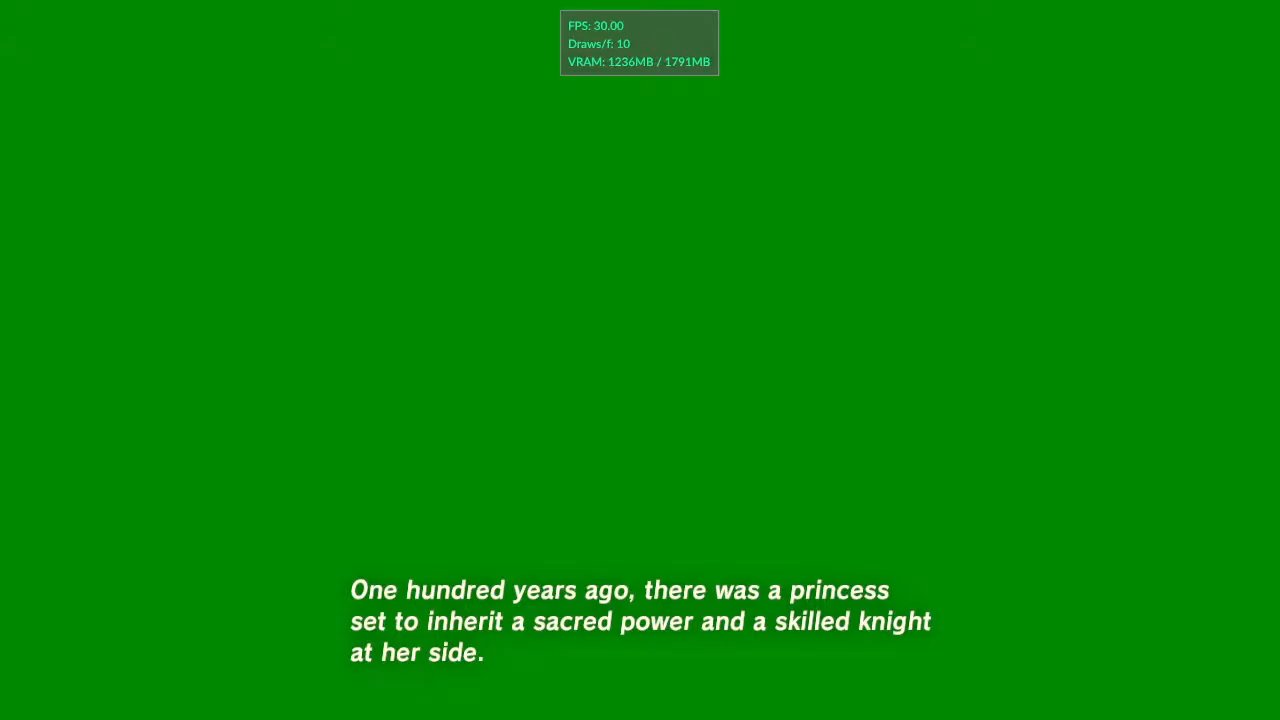 FPS: 30.00
Draws/f: 10
VRAM: 1236MB / 1791MB
One hundred years ago, there was a princess
set to inherit a sacred power and a skilled knight
at her side.